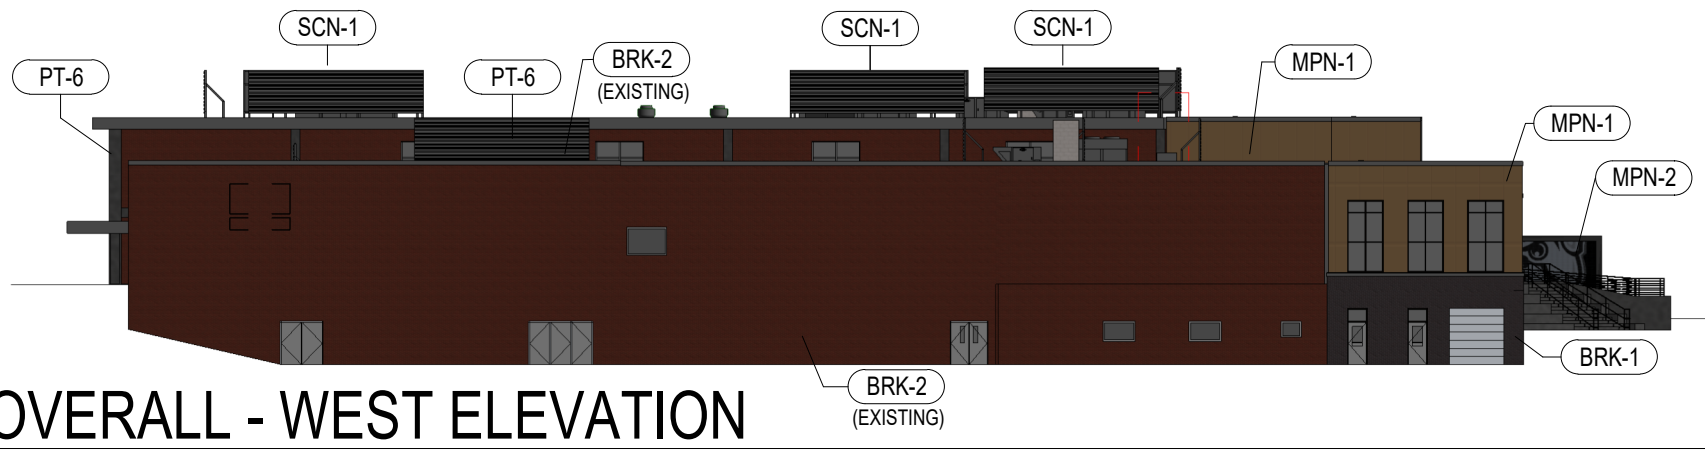 SCN-1
SCN-1
SCN-1
PT-6
PT-6
BRK-2
(EXISTING)
MPN-1
MPN-1
MPN-2
BRK-1
BRK-2
(EXISTING)
OVERALL - WEST ELEVATION